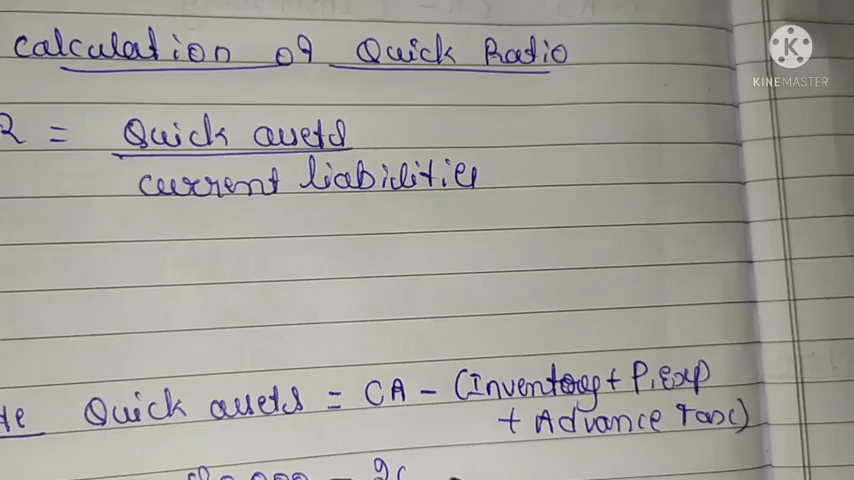 Calculation of Quick Ratio
KINEMASTER
R = Quick assets
current liabilities
Quick assets = CA - (Inventory + P. Exp
+ Advance Tax)